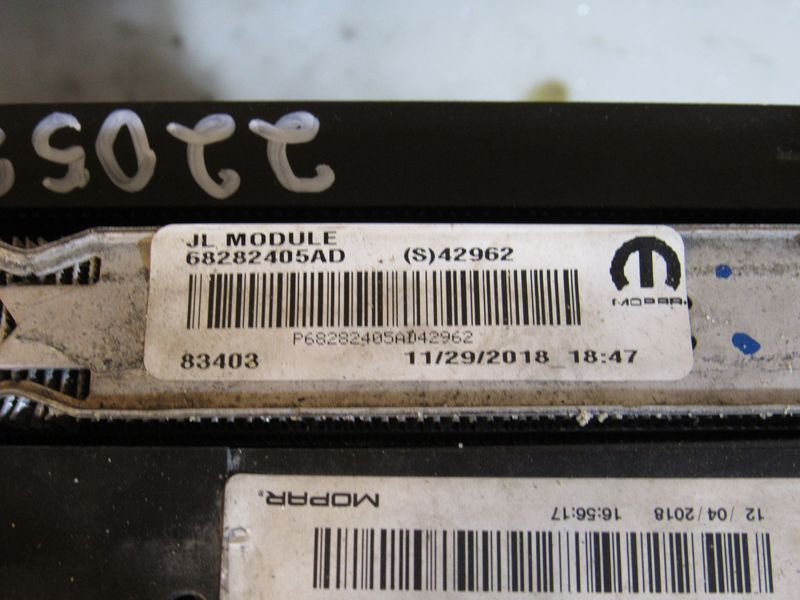 2205
JL MODULE
68282405AD (S)42962
MOPAR
P68282405AD42962
83403 11/29/2018 18:47
MOPAR
12 / 04 / 2018 16:56:17